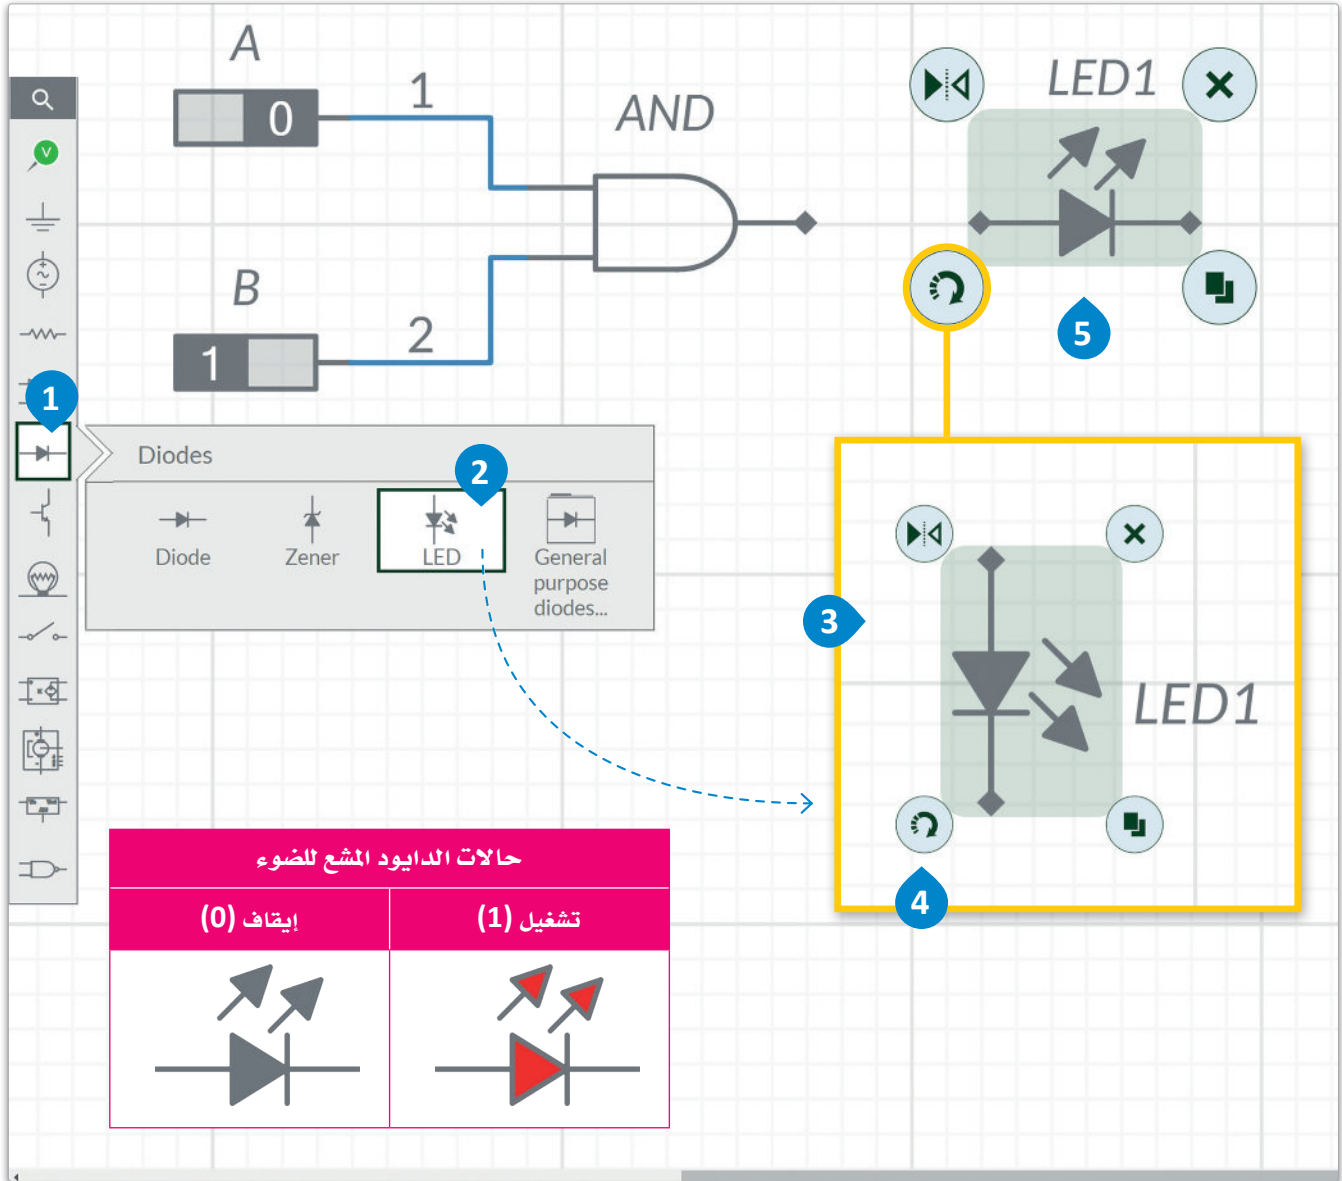 A
0
1
AND
LED1
V
B
1
2
5
1
Diodes
2
Diode
Zener
LED
General
purpose
diodes...
3
LED1
4
حالات الدايود المشع للضوء
تشغيل (1)
إيقاف (0)